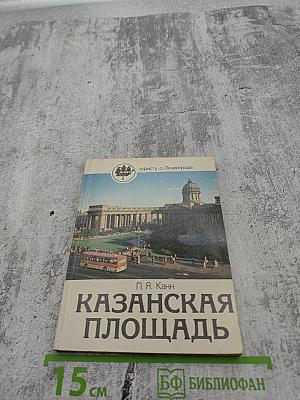 туристу о Ленинграде
П. Я. Канн
КАЗАНСКАЯ
ПЛОЩАДЬ
15 см
БФ БИБЛИОФАН